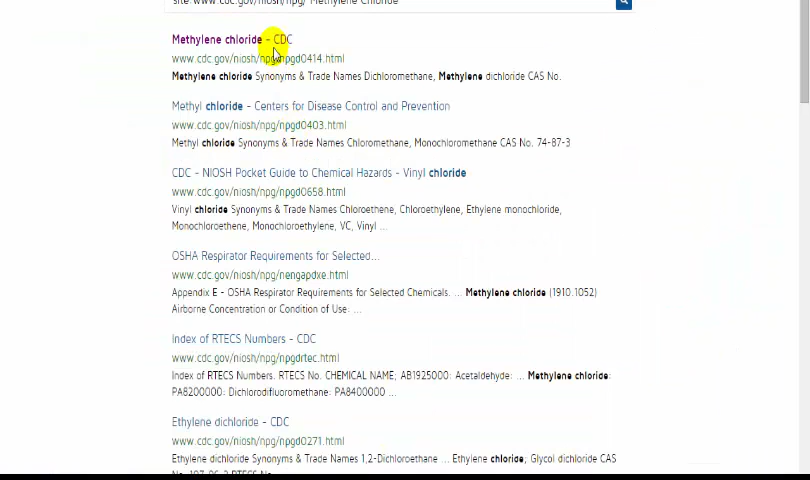 site:www.cdc.gov/niosh/npg/ Methylene Chloride
Methylene chloride - CDC
www.cdc.gov/niosh/npg/npgd0414.html
Methylene chloride Synonyms & Trade Names Dichloromethane, Methylene dichloride CAS No.
Methyl chloride - Centers for Disease Control and Prevention
www.cdc.gov/niosh/npg/npgd0403.html
Methyl chloride Synonyms & Trade Names Chloromethane, Monochloromethane CAS No. 74-87-3
CDC - NIOSH Pocket Guide to Chemical Hazards - Vinyl chloride
www.cdc.gov/niosh/npg/npgd0658.html
Vinyl chloride Synonyms & Trade Names Chloroethene, Chloroethylene, Ethylene monochloride,
Monochloroethene, Monochloroethylene, VC, Vinyl ...
OSHA Respirator Requirements for Selected...
www.cdc.gov/niosh/npg/nengapdxe.html
Appendix E - OSHA Respirator Requirements for Selected Chemicals. ... Methylene chloride (1910.1052)
Airborne Concentration or Condition of Use: ...
Index of RTECS Numbers - CDC
www.cdc.gov/niosh/npg/npgdrtec.html
Index of RTECS Numbers. RTECS No. CHEMICAL NAME; AB1925000: Acetaldehyde: ... Methylene chloride:
PA8200000: Dichlorodifluoromethane: PA8400000 ...
Ethylene dichloride - CDC
www.cdc.gov/niosh/npg/npgd0271.html
Ethylene dichloride Synonyms & Trade Names 1,2-Dichloroethane ... Ethylene chloride; Glycol dichloride CAS
No. 107-06-2 RTECS No.